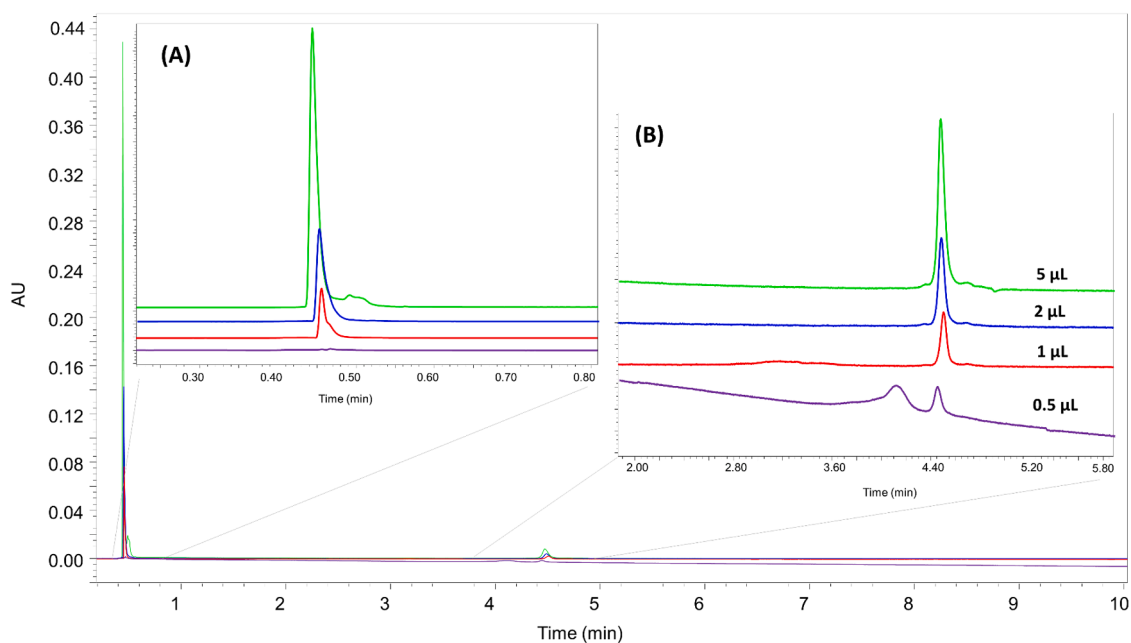 0.44
0.40
0.36
0.32
0.28
0.24
0.20
0.16
0.12
0.08
0.04
0.00
AU
(A)
0.30 0.40 0.50 0.60 0.70 0.80
Time (min)
(B)
5 µL
2 µL
1 µL
0.5 µL
2.00 2.80 3.60 4.40 5.20 5.80
Time (min)
1 2 3 4 5 6 7 8 9 10
Time (min)